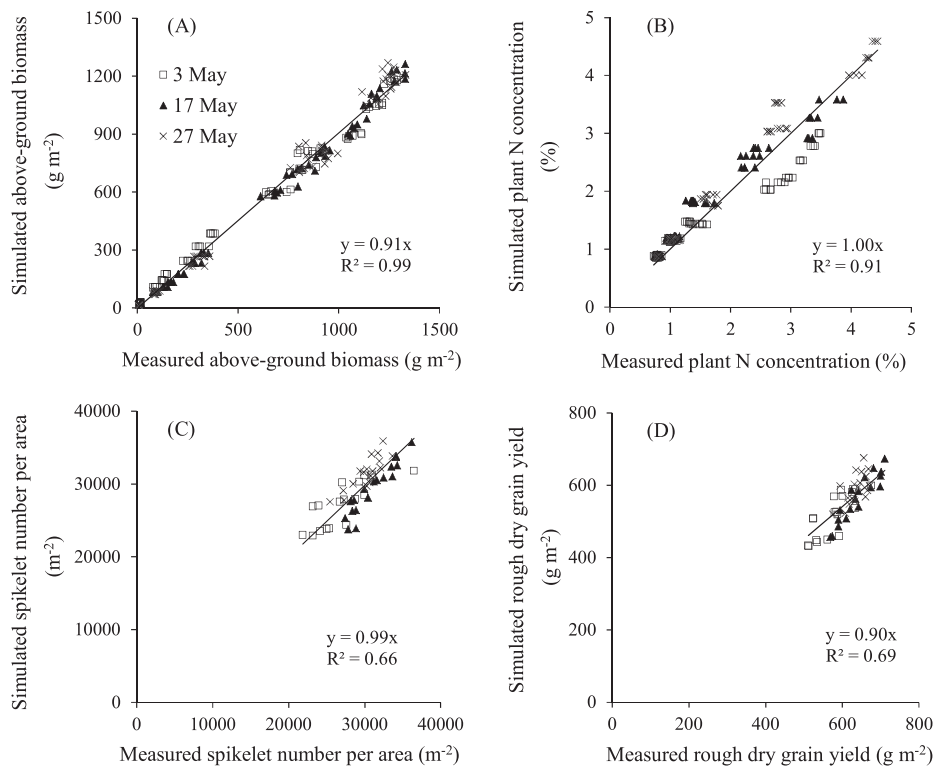 (A)
Simulated above-ground biomass
(g m-2)
1500
1200
900
600
300
0
3 May
17 May
27 May
y = 0.91x
R² = 0.99
0 500 1000 1500
Measured above-ground biomass (g m-2)
(B)
Simulated plant N concentration
(%)
5
4
3
2
1
0
y = 1.00x
R² = 0.91
0 1 2 3 4 5
Measured plant N concentration (%)
(C)
Simulated spikelet number per area
(m-2)
40000
30000
20000
10000
0
y = 0.99x
R² = 0.66
0 10000 20000 30000 40000
Measured spikelet number per area (m-2)
(D)
Simulated rough dry grain yield
(g m-2)
800
600
400
200
0
y = 0.90x
R² = 0.69
0 200 400 600 800
Measured rough dry grain yield (g m-2)